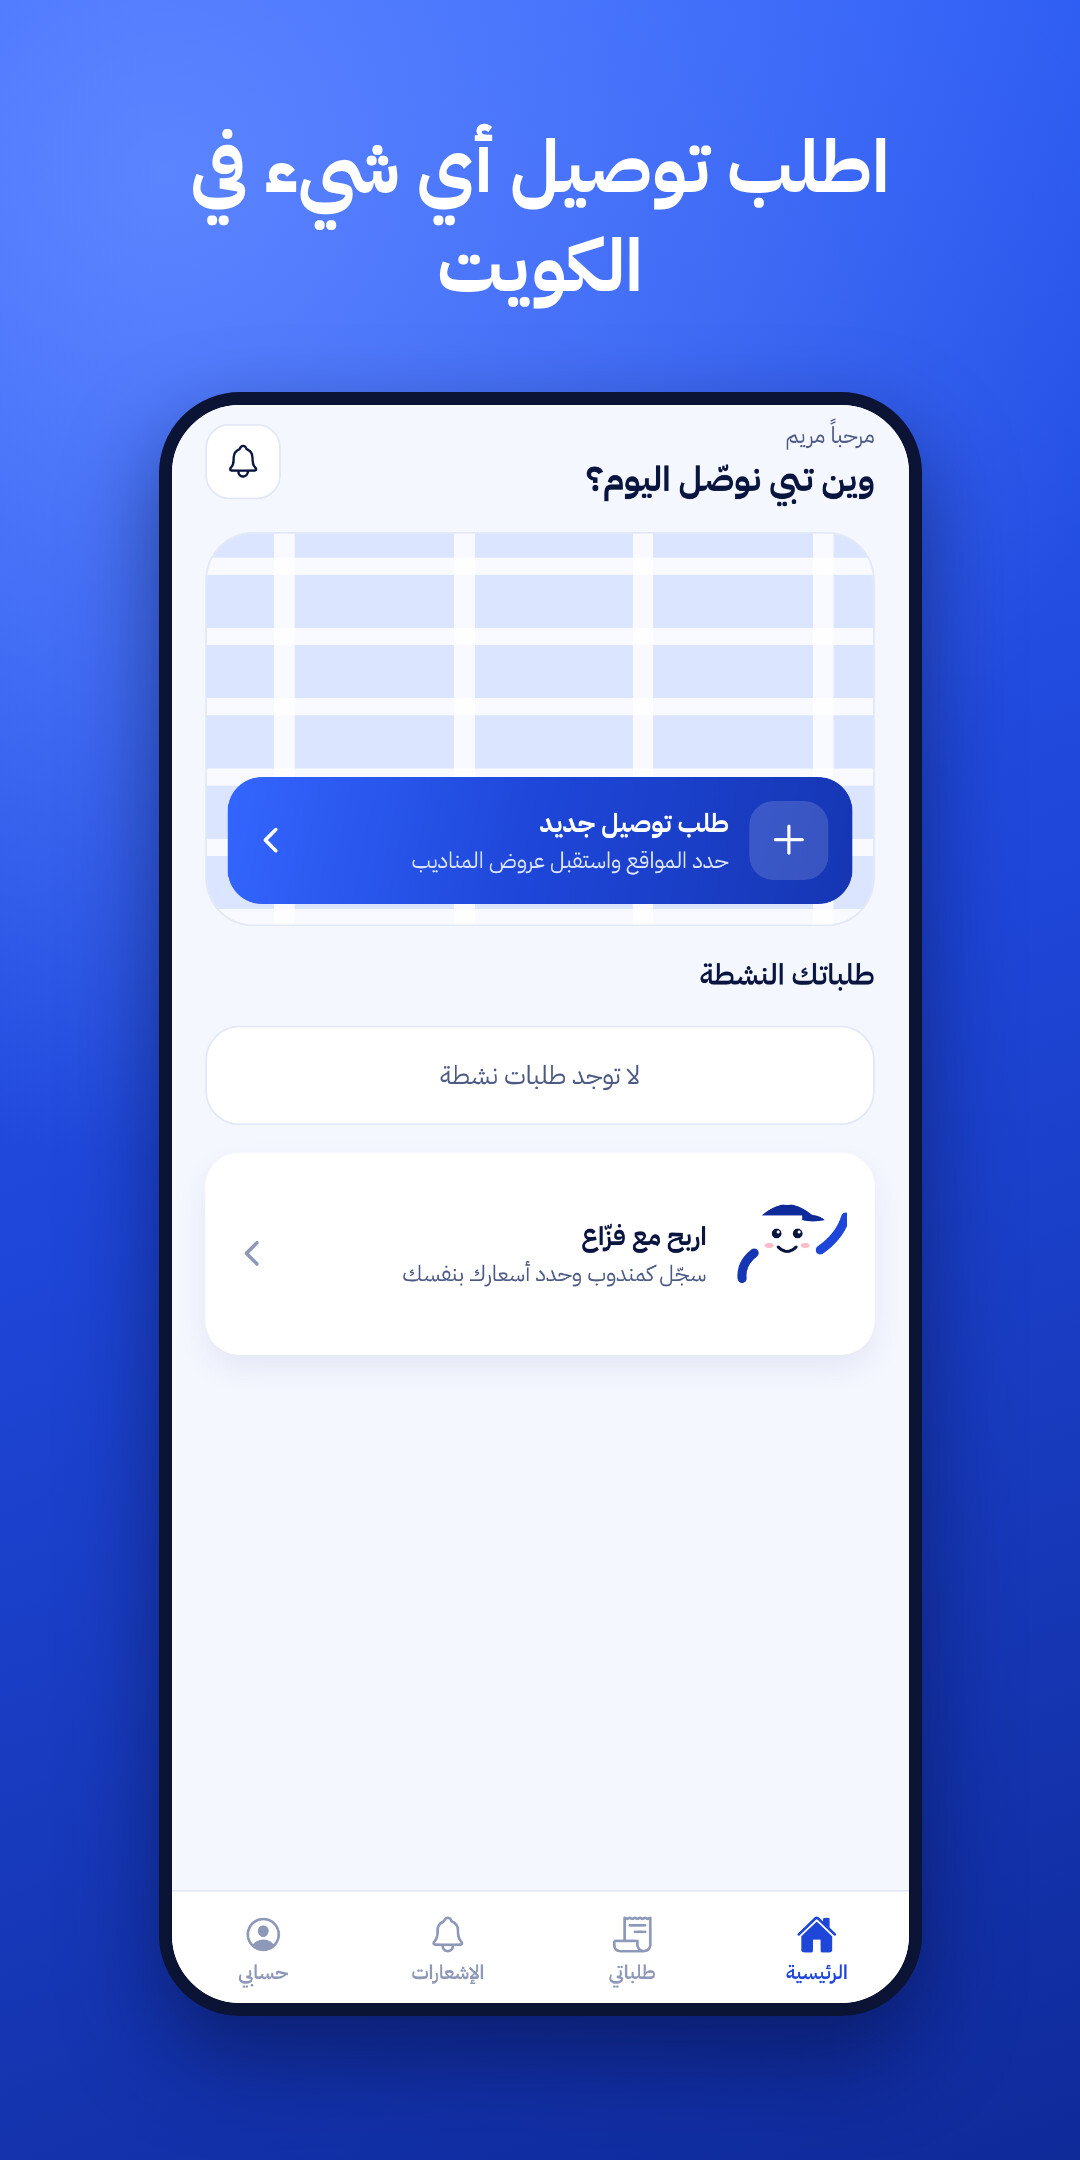 اطلب توصيل أي شيء في
الكويت
مرحباً مريم
وين تبي نوصّل اليوم؟
طلب توصيل جديد
حدد المواقع واستقبل عروض المناديب
طلباتك النشطة
لا توجد طلبات نشطة
اربح مع فزّاع
سجّل كمندوب وحدد أسعارك بنفسك
الرئيسية
طلباتي
الإشعارات
حسابي